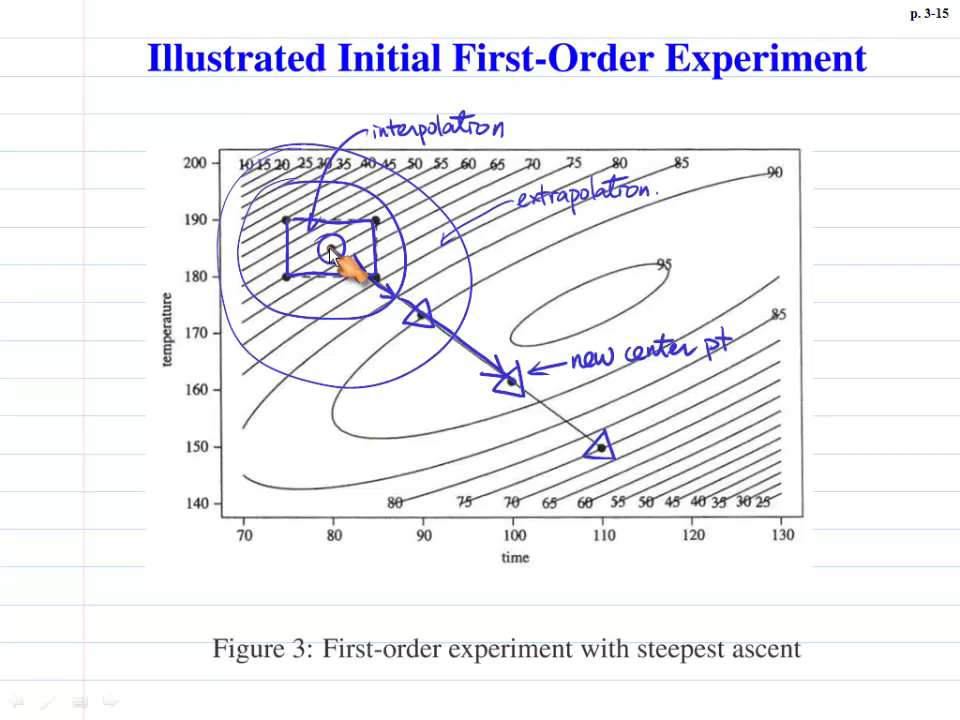 p. 3-15
Illustrated Initial First-Order Experiment
interpolation
200 10 15 20 25 30 35 40 45 50 55 60 65 70 75 80 85 90
extrapolation.
190
95
180
85
170
new center pt
160
150
140 80 75 70 65 60 55 50 45 40 35 30 25
temperature
70 80 90 100 110 120 130
time
Figure 3: First-order experiment with steepest ascent